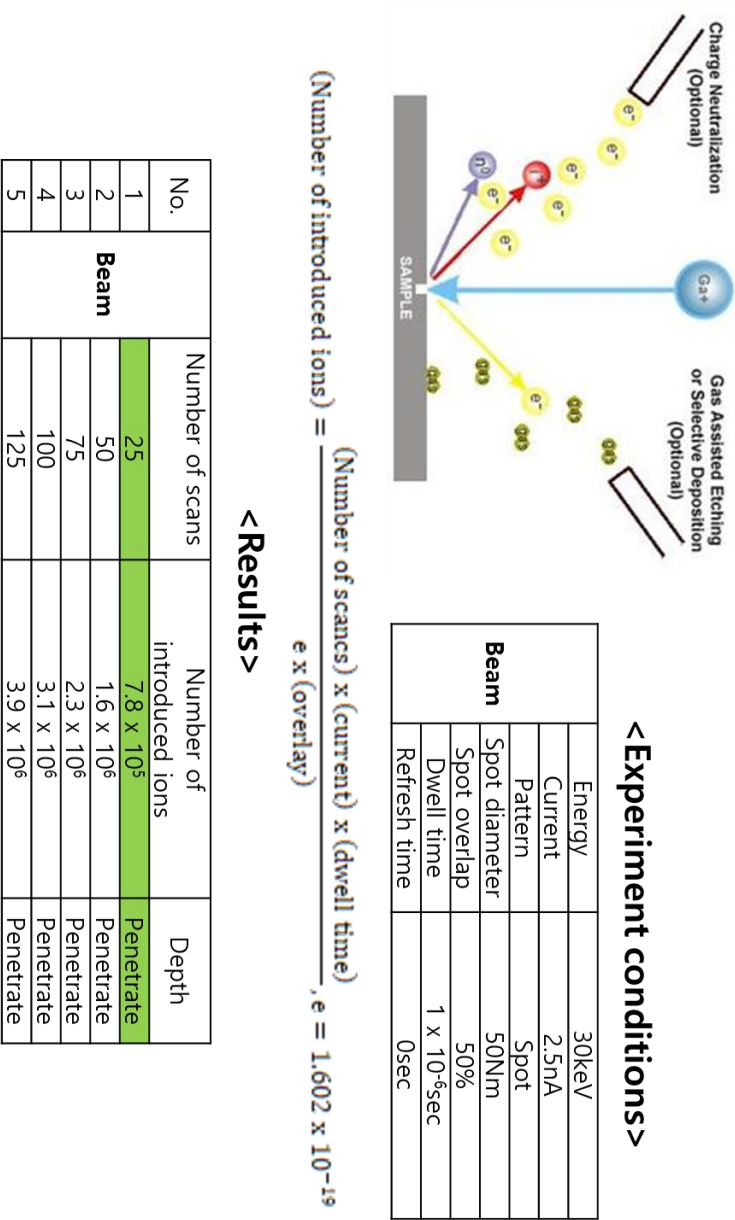 Charge Neutralization
(Optional)
Ga+
Gas Assisted Etching
or Selective Deposition
(Optional)
e⁻
e⁻
e⁻
e⁻
e⁻
e⁻
e⁻
i⁺
n⁰
SAMPLE
<Experiment conditions>
Beam Energy 30keV
Current 2.5nA
Pattern Spot
Spot diameter 50Nm
Spot overlap 50%
Dwell time 1 x 10⁻⁶sec
Refresh time 0sec
(Number of introduced ions) = (Number of scancs) x (current) x (dwell time)
e x (overlay)
, e = 1.602 x 10⁻¹⁹
<Results>
No. Number of scans Number of
introduced ions Depth
Beam
1 25 7.8 x 10⁵ Penetrate
2 50 1.6 x 10⁶ Penetrate
3 75 2.3 x 10⁶ Penetrate
4 100 3.1 x 10⁶ Penetrate
5 125 3.9 x 10⁶ Penetrate